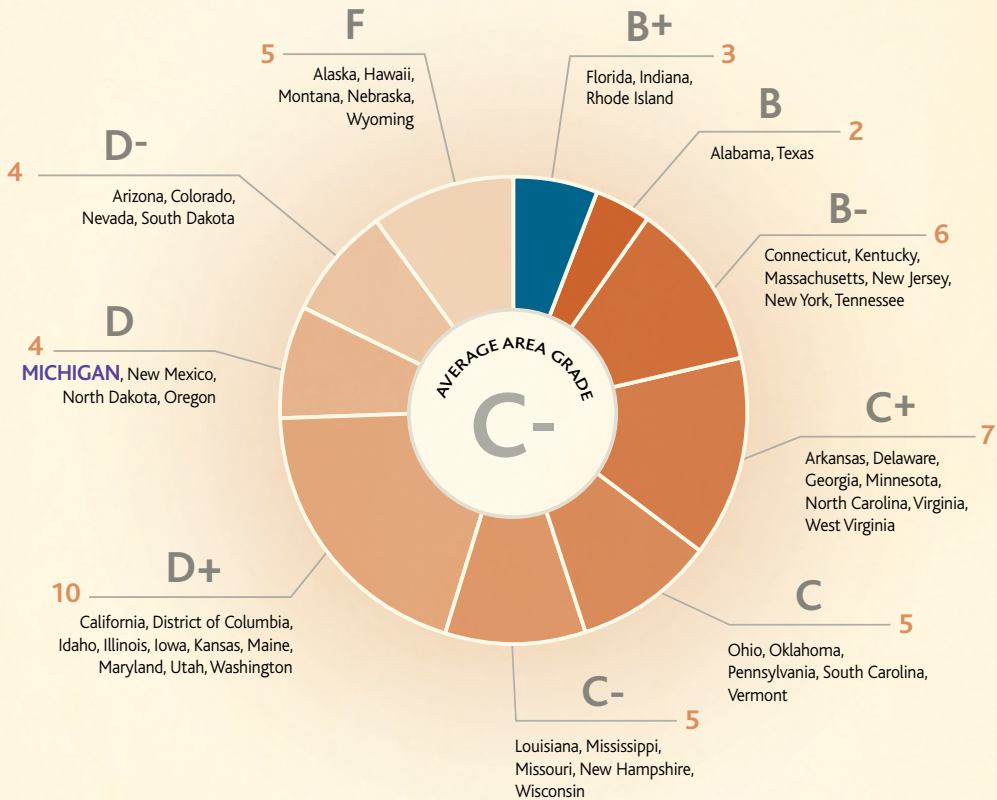 F
5
Alaska, Hawaii,
Montana, Nebraska,
Wyoming
B+
3
Florida, Indiana,
Rhode Island
B
2
Alabama, Texas
B-
6
Connecticut, Kentucky,
Massachusetts, New Jersey,
New York, Tennessee
C+
7
Arkansas, Delaware,
Georgia, Minnesota,
North Carolina, Virginia,
West Virginia
C
5
Ohio, Oklahoma,
Pennsylvania, South Carolina,
Vermont
C-
5
Louisiana, Mississippi,
Missouri, New Hampshire,
Wisconsin
D+
10
California, District of Columbia,
Idaho, Illinois, Iowa, Kansas, Maine,
Maryland, Utah, Washington
D
4
MICHIGAN, New Mexico,
North Dakota, Oregon
D-
4
Arizona, Colorado,
Nevada, South Dakota
AVERAGE AREA GRADE
C-